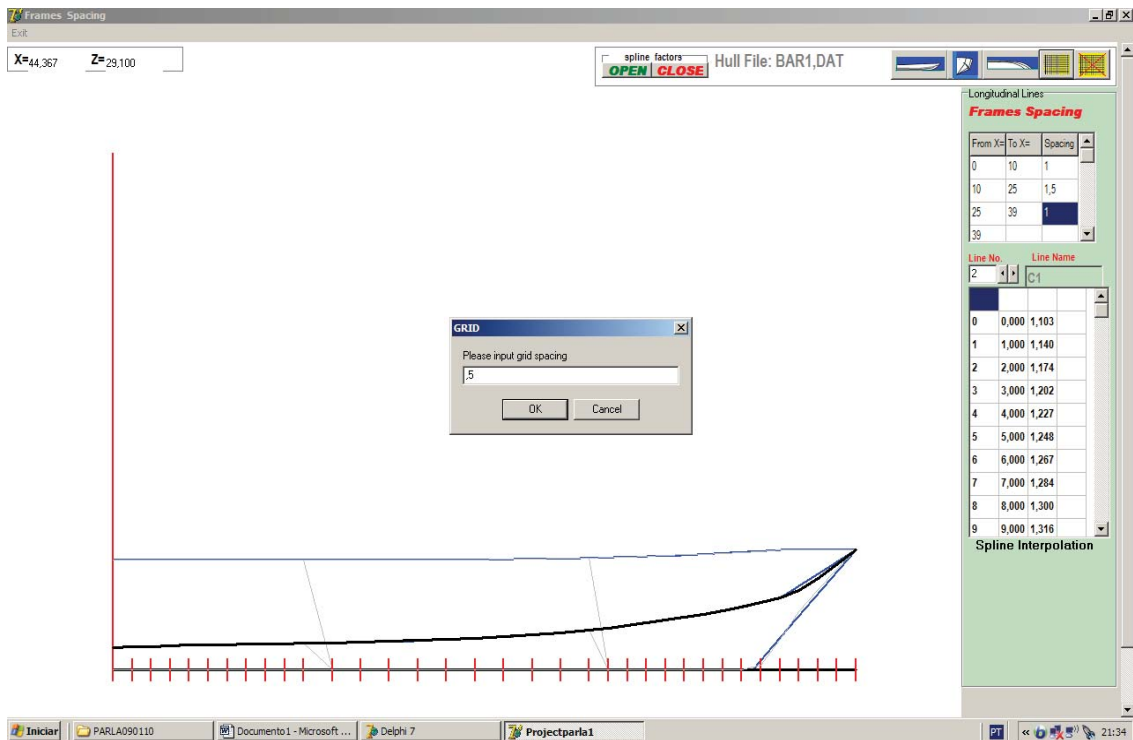 Frames Spacing
Exit
X=44,367 Z=29,100
spline factors
OPEN CLOSE
Hull File: BAR1,DAT
Longitudinal Lines
Frames Spacing
From X= To X= Spacing
0 10 1
10 25 1,5
25 39 1
39
Line No. Line Name
2 C1
0 0,000 1,103
1 1,000 1,140
2 2,000 1,174
3 3,000 1,202
4 4,000 1,227
5 5,000 1,248
6 6,000 1,267
7 7,000 1,284
8 8,000 1,300
9 9,000 1,316
Spline Interpolation
GRID
Please input grid spacing
,5
OK Cancel
Iniciar PARLA090110 Documento1 - Microsoft ... Delphi 7 Projectparla1 PT 21:34